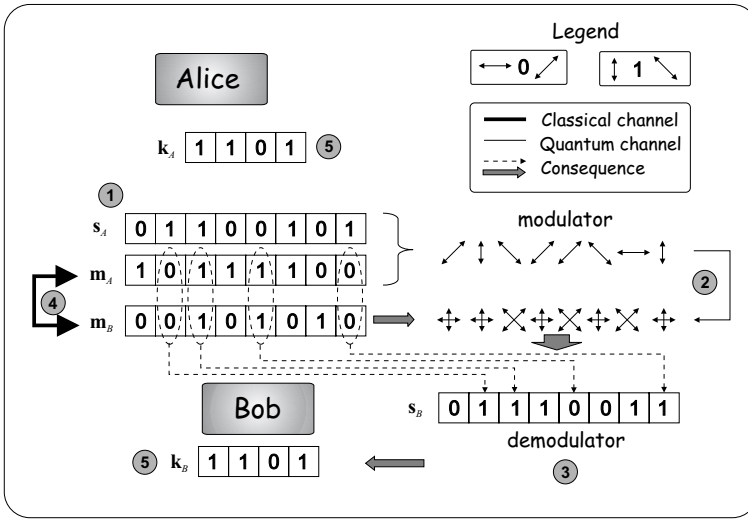 Alice
Legend
0
1
Classical channel
Quantum channel
Consequence
k_A 1 1 0 1 5
1
s_A 0 1 1 0 0 1 0 1
modulator
m_A 1 0 1 1 1 1 0 0
2
4
m_B 0 0 1 0 1 0 1 0
Bob
s_B 0 1 1 1 0 0 1 1
demodulator
5 k_B 1 1 0 1
3